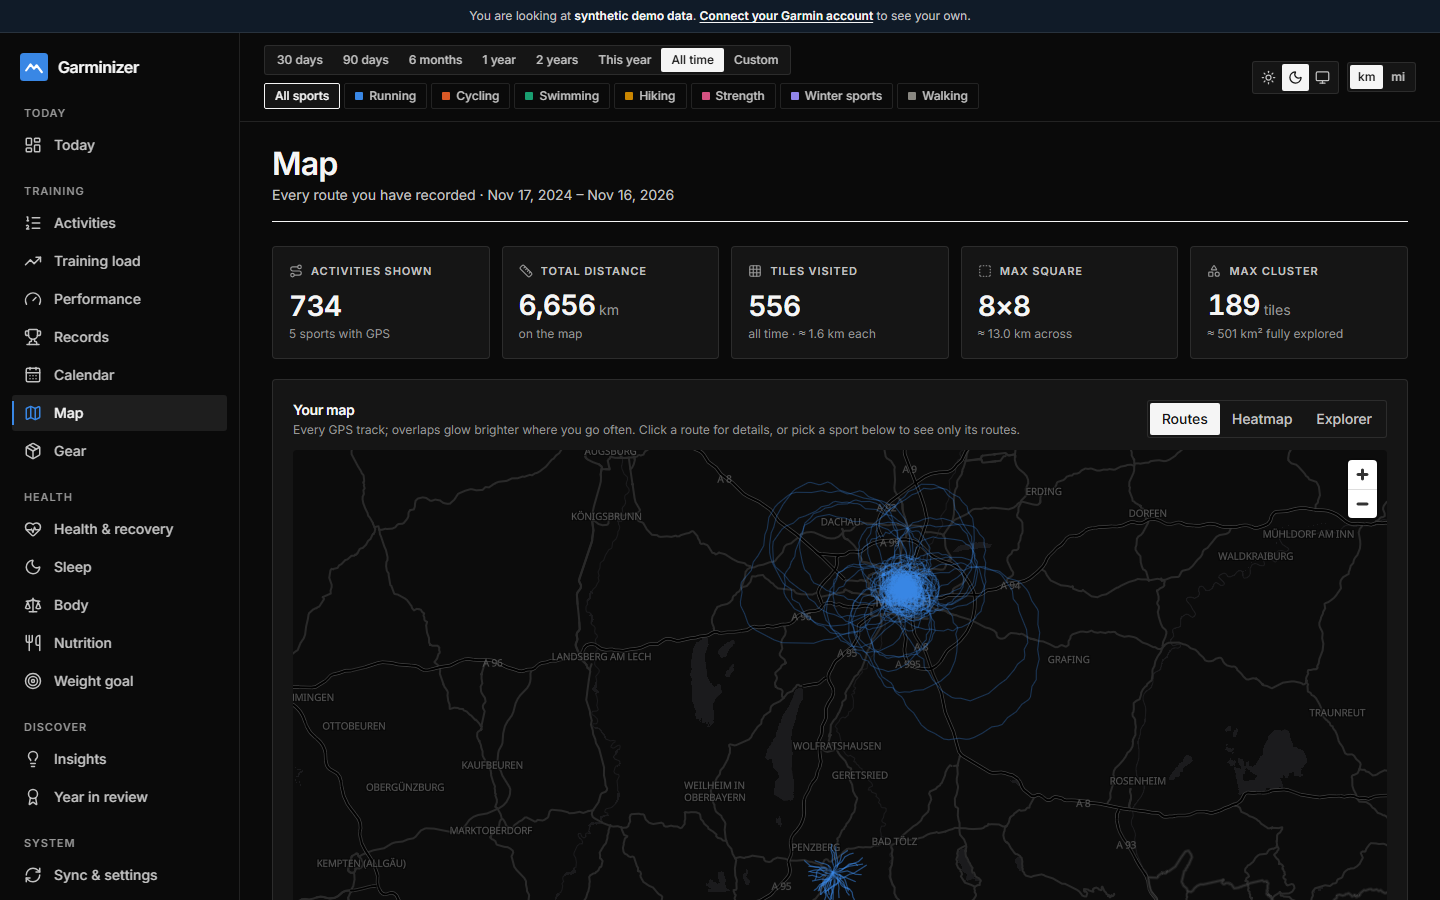 You are looking at synthetic demo data. Connect your Garmin account to see your own.
Garminizer
TODAY
Today
TRAINING
Activities
Training load
Performance
Records
Calendar
Map
Gear
HEALTH
Health & recovery
Sleep
Body
Nutrition
Weight goal
DISCOVER
Insights
Year in review
SYSTEM
Sync & settings
30 days 90 days 6 months 1 year 2 years This year All time Custom
All sports Running Cycling Swimming Hiking Strength Winter sports Walking
km mi
Map
Every route you have recorded · Nov 17, 2024 – Nov 16, 2026
ACTIVITIES SHOWN
734
5 sports with GPS
TOTAL DISTANCE
6,656 km
on the map
TILES VISITED
556
all time · ≈ 1.6 km each
MAX SQUARE
8×8
≈ 13.0 km across
MAX CLUSTER
189 tiles
≈ 501 km² fully explored
Your map
Every GPS track; overlaps glow brighter where you go often. Click a route for details, or pick a sport below to see only its routes.
Routes Heatmap Explorer
AUGSBURG
A 9
A 8
ERDING
A 92
DORFEN
KÖNIGSBRUNN
DACHAU
MÜHLDORF AM INN
A 99
WALDKRAIBURG
A 94
A 96
A 8
A 95
LANDSBERG AM LECH
GRAFING
A 96
A 995
MINGEN
TRAUNREUT
OTTOBEUREN
WOLFRATSHAUSEN
KAUFBEUREN
GERETSRIED
ROSENHEIM
OBERGÜNZBURG
WEILHEIM IN
OBERBAYERN
A 8
MARKTOBERDORF
BAD TÖLZ
A 93
PENZBERG
KEMPTEN (ALLGÄU)
A 95